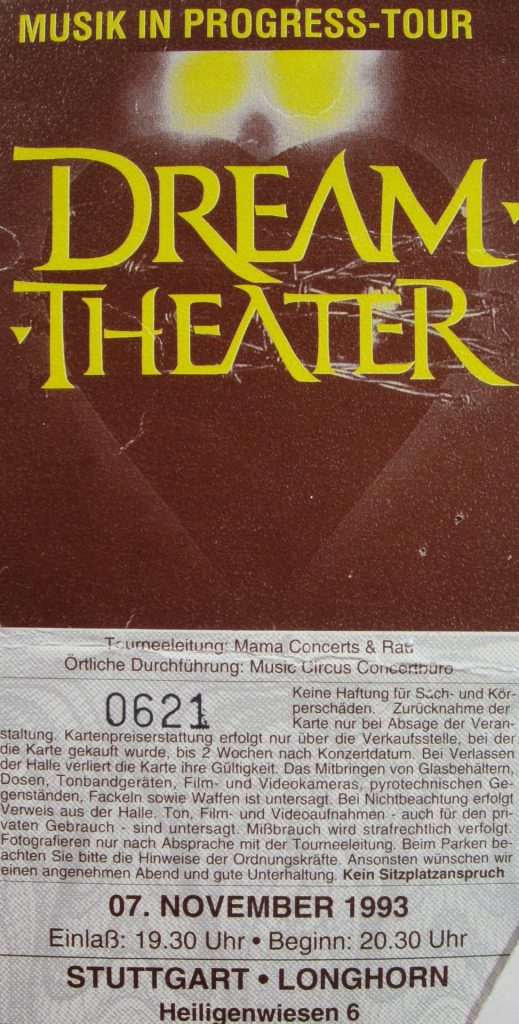 MUSIK IN PROGRESS-TOUR
DREAM
THEATER
Tourneeleitung: Mama Concerts & Rau
Örtliche Durchführung: Music Circus Concertbüro
0621
Keine Haftung für Sach- und Kör-
perschäden. Zurücknahme der
Karte nur bei Absage der Veran-
staltung. Kartenpreiserstattung erfolgt nur über die Verkaufsstelle, bei der
die Karte gekauft wurde, bis 2 Wochen nach Konzertdatum. Bei Verlassen
der Halle verliert die Karte ihre Gültigkeit. Das Mitbringen von Glasbehältern,
Dosen, Tonbandgeräten, Film- und Videokameras, pyrotechnischen Ge-
genständen, Fackeln sowie Waffen ist untersagt. Bei Nichtbeachtung erfolgt
Verweis aus der Halle. Ton, Film- und Videoaufnahmen - auch für den pri-
vaten Gebrauch - sind untersagt. Mißbrauch wird strafrechtlich verfolgt.
Fotografieren nur nach Absprache mit der Tourneeleitung. Beim Parken be-
achten Sie bitte die Hinweise der Ordnungskräfte. Ansonsten wünschen wir
einen angenehmen Abend und gute Unterhaltung. Kein Sitzplatzanspruch
07. NOVEMBER 1993
Einlaß: 19.30 Uhr • Beginn: 20.30 Uhr
STUTTGART • LONGHORN
Heiligenwiesen 6